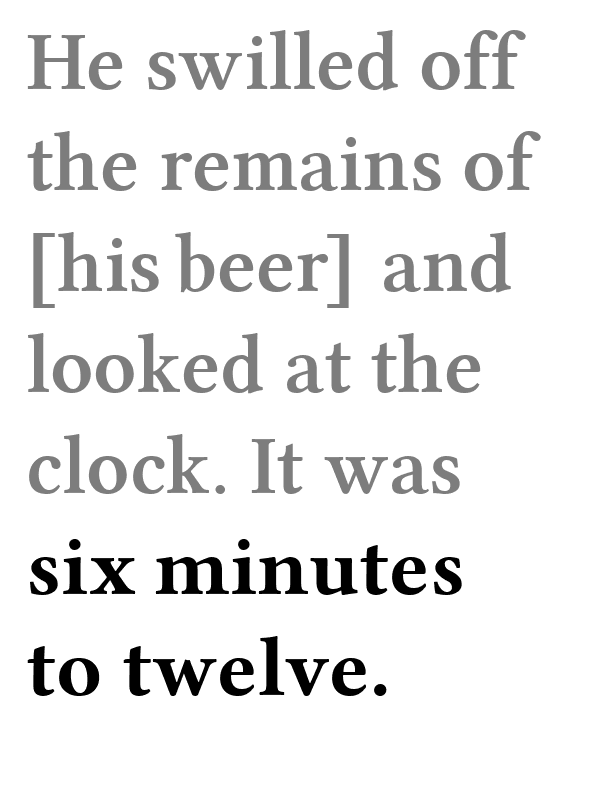 He swilled off
the remains of
[his beer] and
looked at the
clock. It was
six minutes
to twelve.